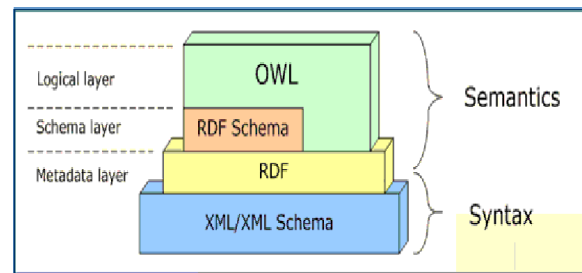 Logical layer
Schema layer
Metadata layer
OWL
RDF Schema
RDF
XML/XML Schema
Semantics
Syntax